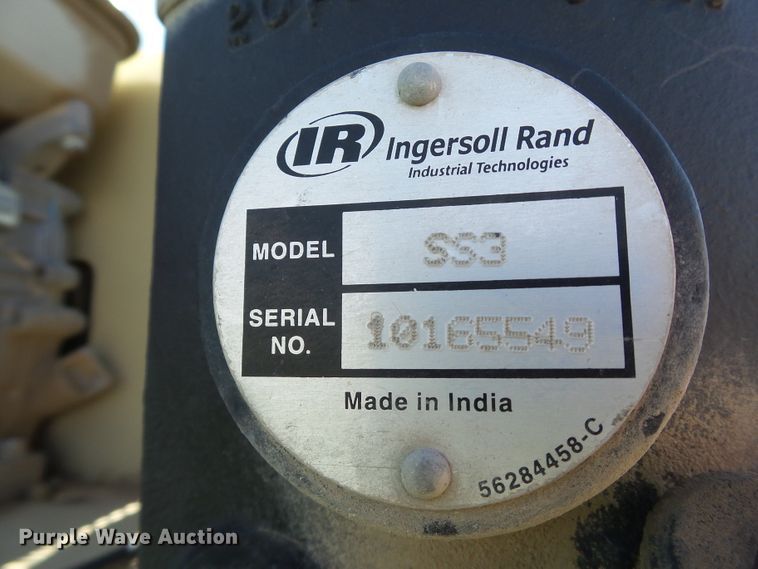 IR Ingersoll Rand
Industrial Technologies
MODEL SS3
SERIAL NO. 10165549
Made in India
56284458-C
Purple Wave Auction